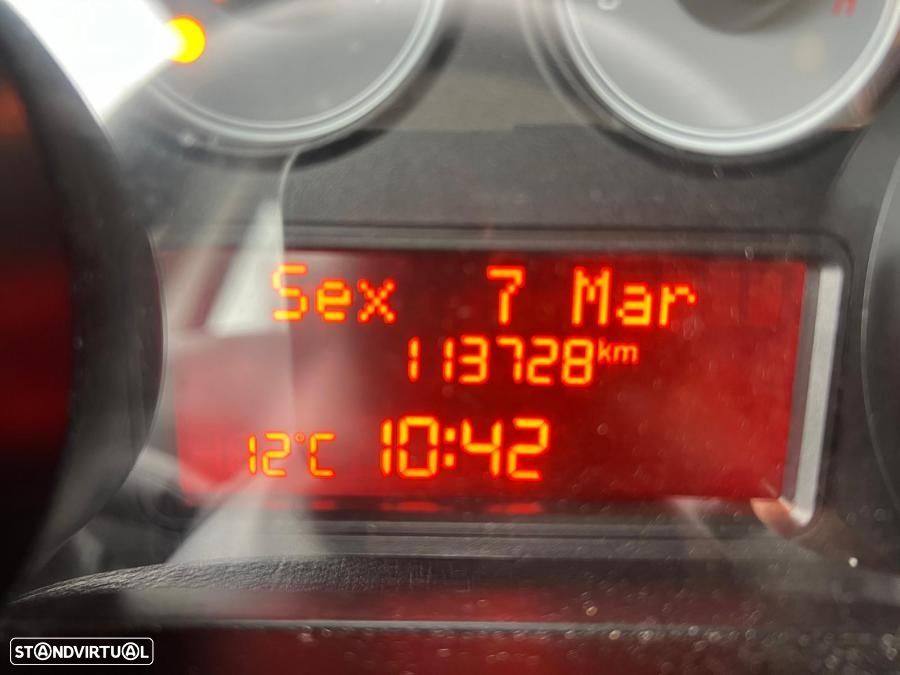 H
Sex 7 Mar
113728km
12°C 10:42
STANDVIRTUAL